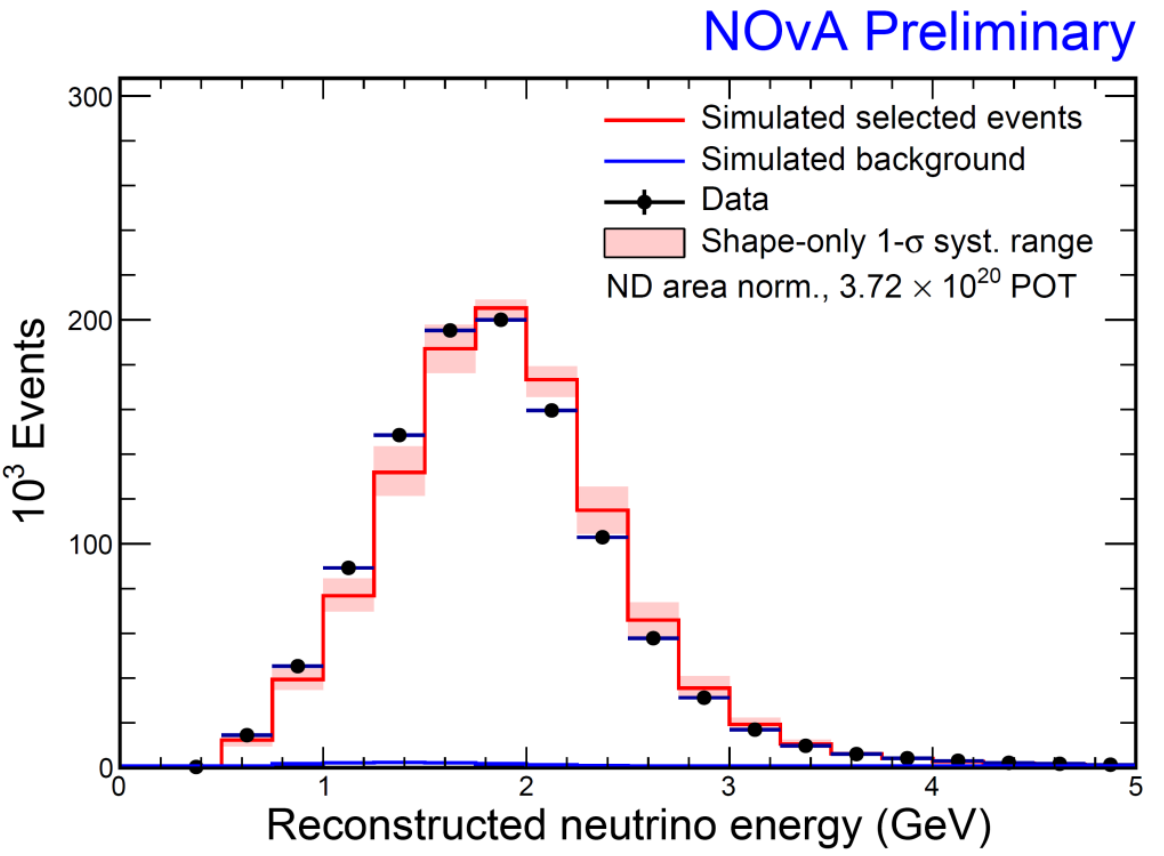 NOvA Preliminary
300
200
100
0
10³ Events
Simulated selected events
Simulated background
Data
Shape-only 1-σ syst. range
ND area norm., 3.72 × 10²⁰ POT
0 1 2 3 4 5
Reconstructed neutrino energy (GeV)